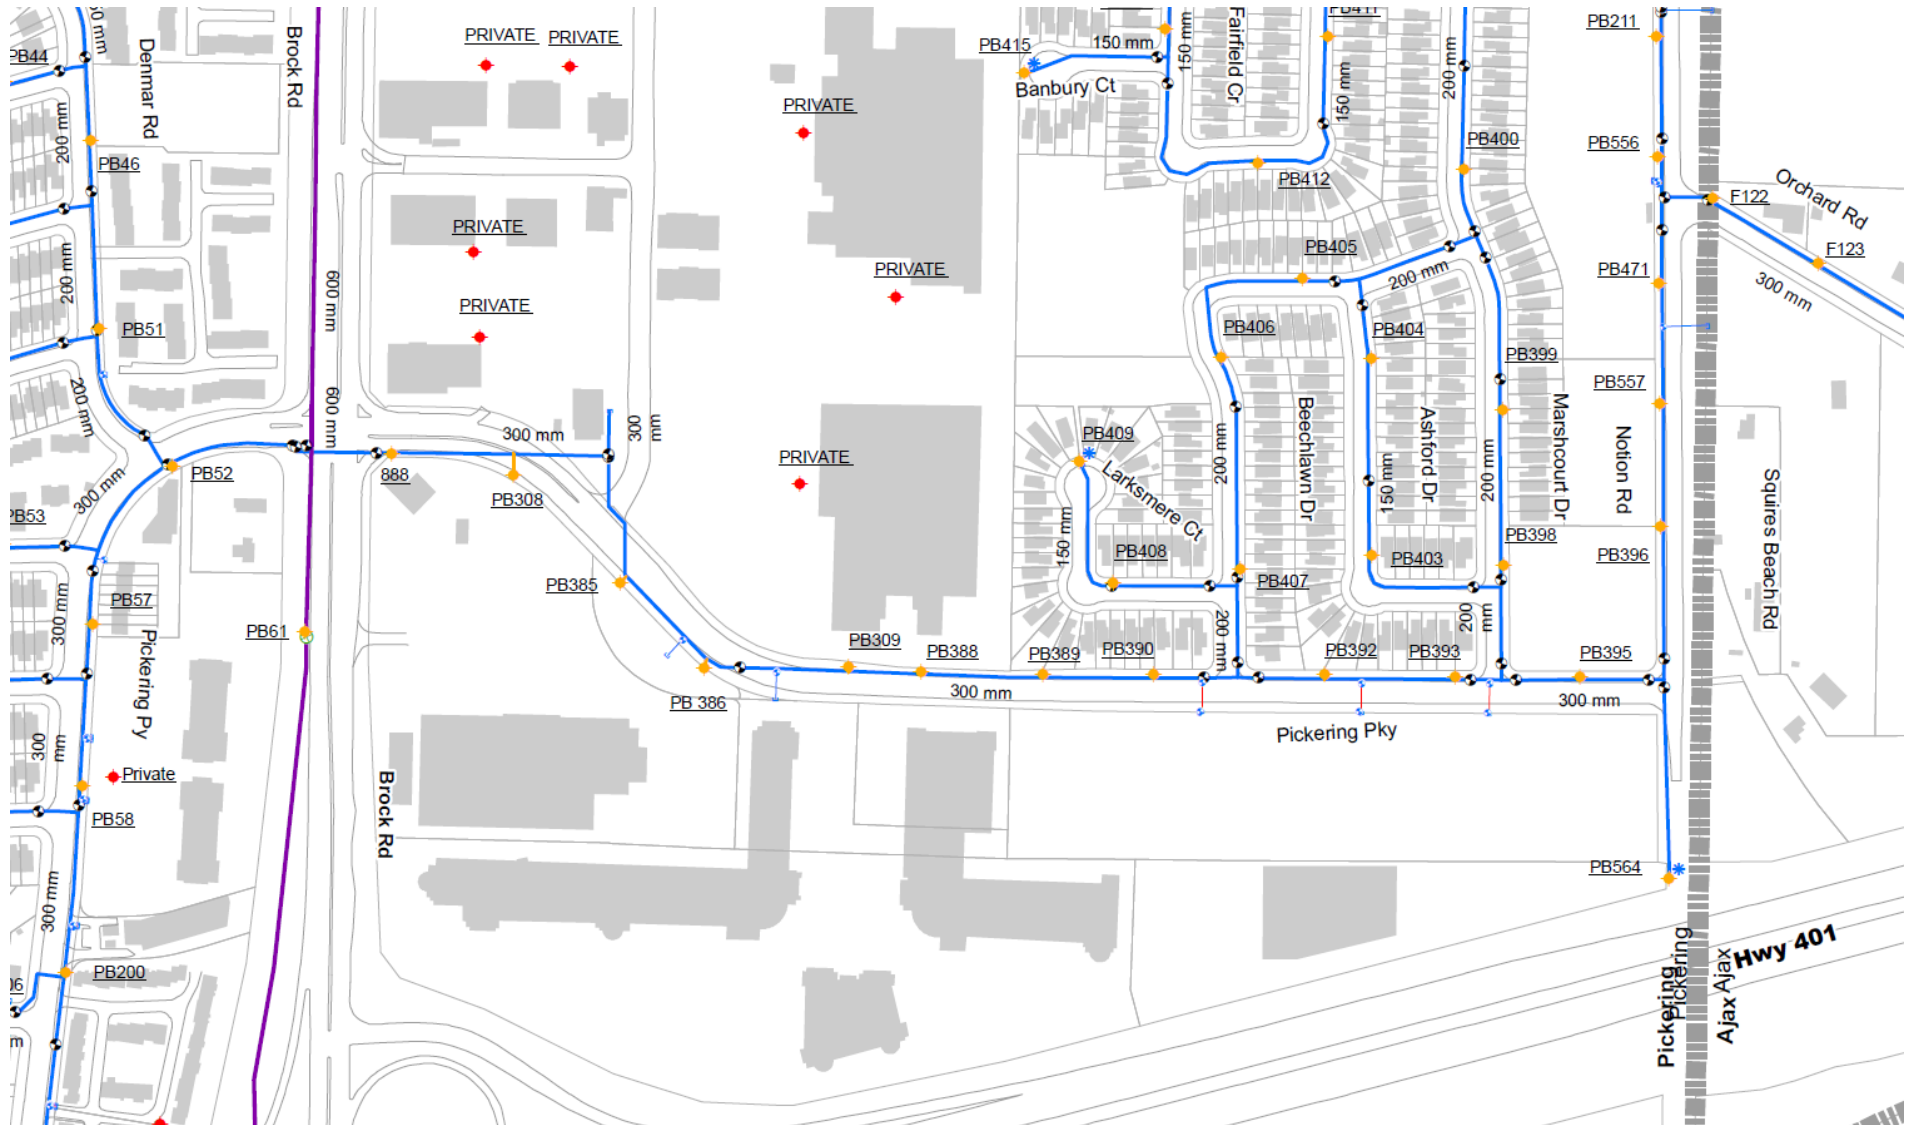 PB44
Denmar Rd
Brock Rd
PRIVATE
PRIVATE
PB415
150 mm
Banbury Ct
150 mm
Fairfield Cr
150 mm
200 mm
PB211
200 mm
PB46
PRIVATE
PB412
PB400
PB556
Orchard Rd
F122
F123
300 mm
200 mm
PB51
600 mm
PRIVATE
PRIVATE
PRIVATE
PB405
200 mm
PB471
PB406
PB404
PB399
PB557
200 mm
600 mm
300 mm
300 mm
PB409
Larksmere Ct
200 mm
Beechlawn Dr
Ashford Dr
150 mm
200 mm
Marshcourt Dr
Notion Rd
Squires Beach Rd
PB52
300 mm
888
PB308
PRIVATE
PB53
150 mm
PB408
PB407
PB403
PB398
PB396
PB385
PB57
300 mm
PB61
Pickering Py
200 mm
200 mm
PB309
PB388
PB389
PB390
PB392
PB393
PB395
PB 386
300 mm
300 mm
Pickering Pky
300 mm
Private
PB58
Brock Rd
PB564
300 mm
PB200
Hwy 401
Pickering
Pickering
Ajax
Ajax